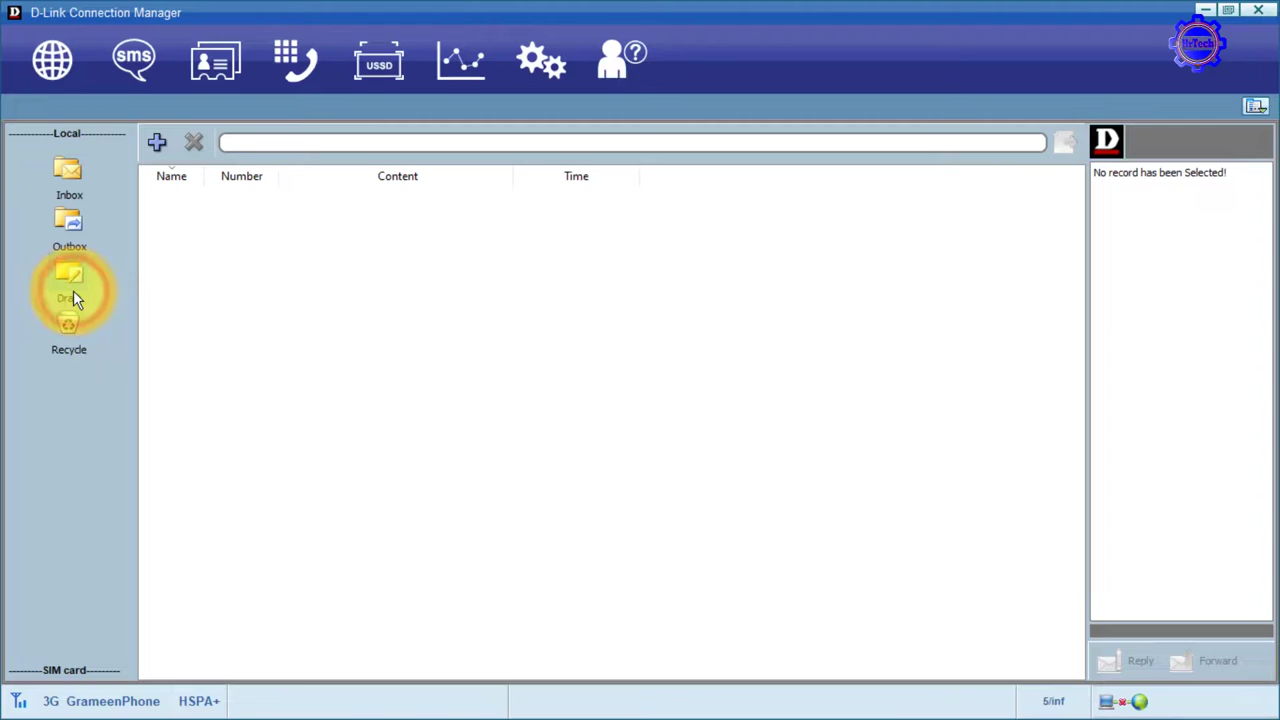 D-Link Connection Manager
sms
USSD
HrTech
------------Local------------
Inbox
Outbox
Recycle
---------SIM card---------
Name Number Content Time
D
No record has been Selected!
Reply Forward
3G GrameenPhone HSPA+ 5/inf